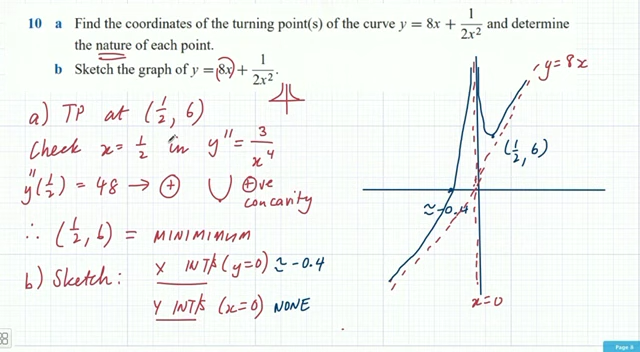 10 a Find the coordinates of the turning point(s) of the curve y = 8x + 1/(2x²) and determine
the nature of each point.
b Sketch the graph of y = 8x + 1/(2x²).
a) TP at (1/2, 6)
Check x = 1/2 in y'' = 3/x⁴
y''(1/2) = 48 → ⊕ ∪ ⊕ve
concavity
∴ (1/2, 6) = MINIMIMUM
b) Sketch:
X INT/s (y=0) ≈ -0.4
Y INT/s (x=0) NONE
y=8x
(1/2, 6)
≈-0.4
x=0
Page 8